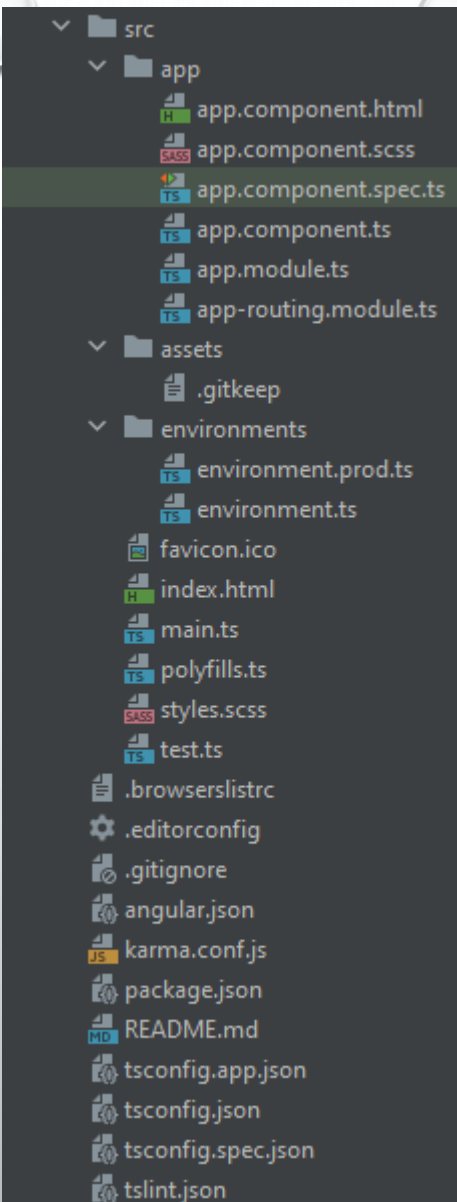 src
app
app.component.html
app.component.scss
app.component.spec.ts
app.component.ts
app.module.ts
app-routing.module.ts
assets
.gitkeep
environments
environment.prod.ts
environment.ts
favicon.ico
index.html
main.ts
polyfills.ts
styles.scss
test.ts
.browserslistrc
.editorconfig
.gitignore
angular.json
karma.conf.js
package.json
README.md
tsconfig.app.json
tsconfig.json
tsconfig.spec.json
tslint.json